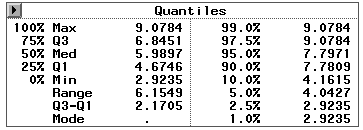 Quantiles
100% Max 9.0784 99.0% 9.0784
75% Q3 6.8451 97.5% 9.0784
50% Med 5.9897 95.0% 7.9771
25% Q1 4.6746 90.0% 7.7809
0% Min 2.9235 10.0% 4.1615
Range 6.1549 5.0% 4.0427
Q3-Q1 2.1705 2.5% 2.9235
Mode . 1.0% 2.9235